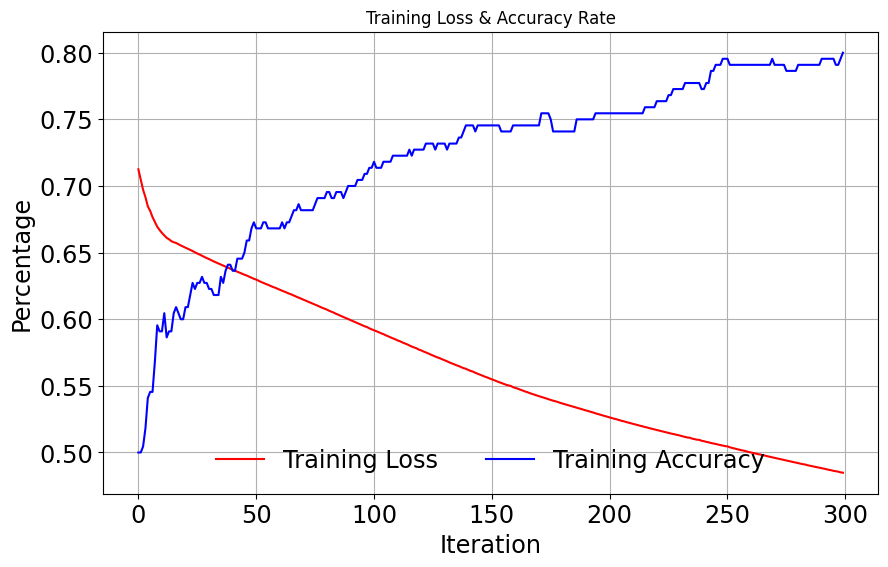 Training Loss & Accuracy Rate
Percentage
0.80
0.75
0.70
0.65
0.60
0.55
0.50
Training Loss
Training Accuracy
0 50 100 150 200 250 300
Iteration